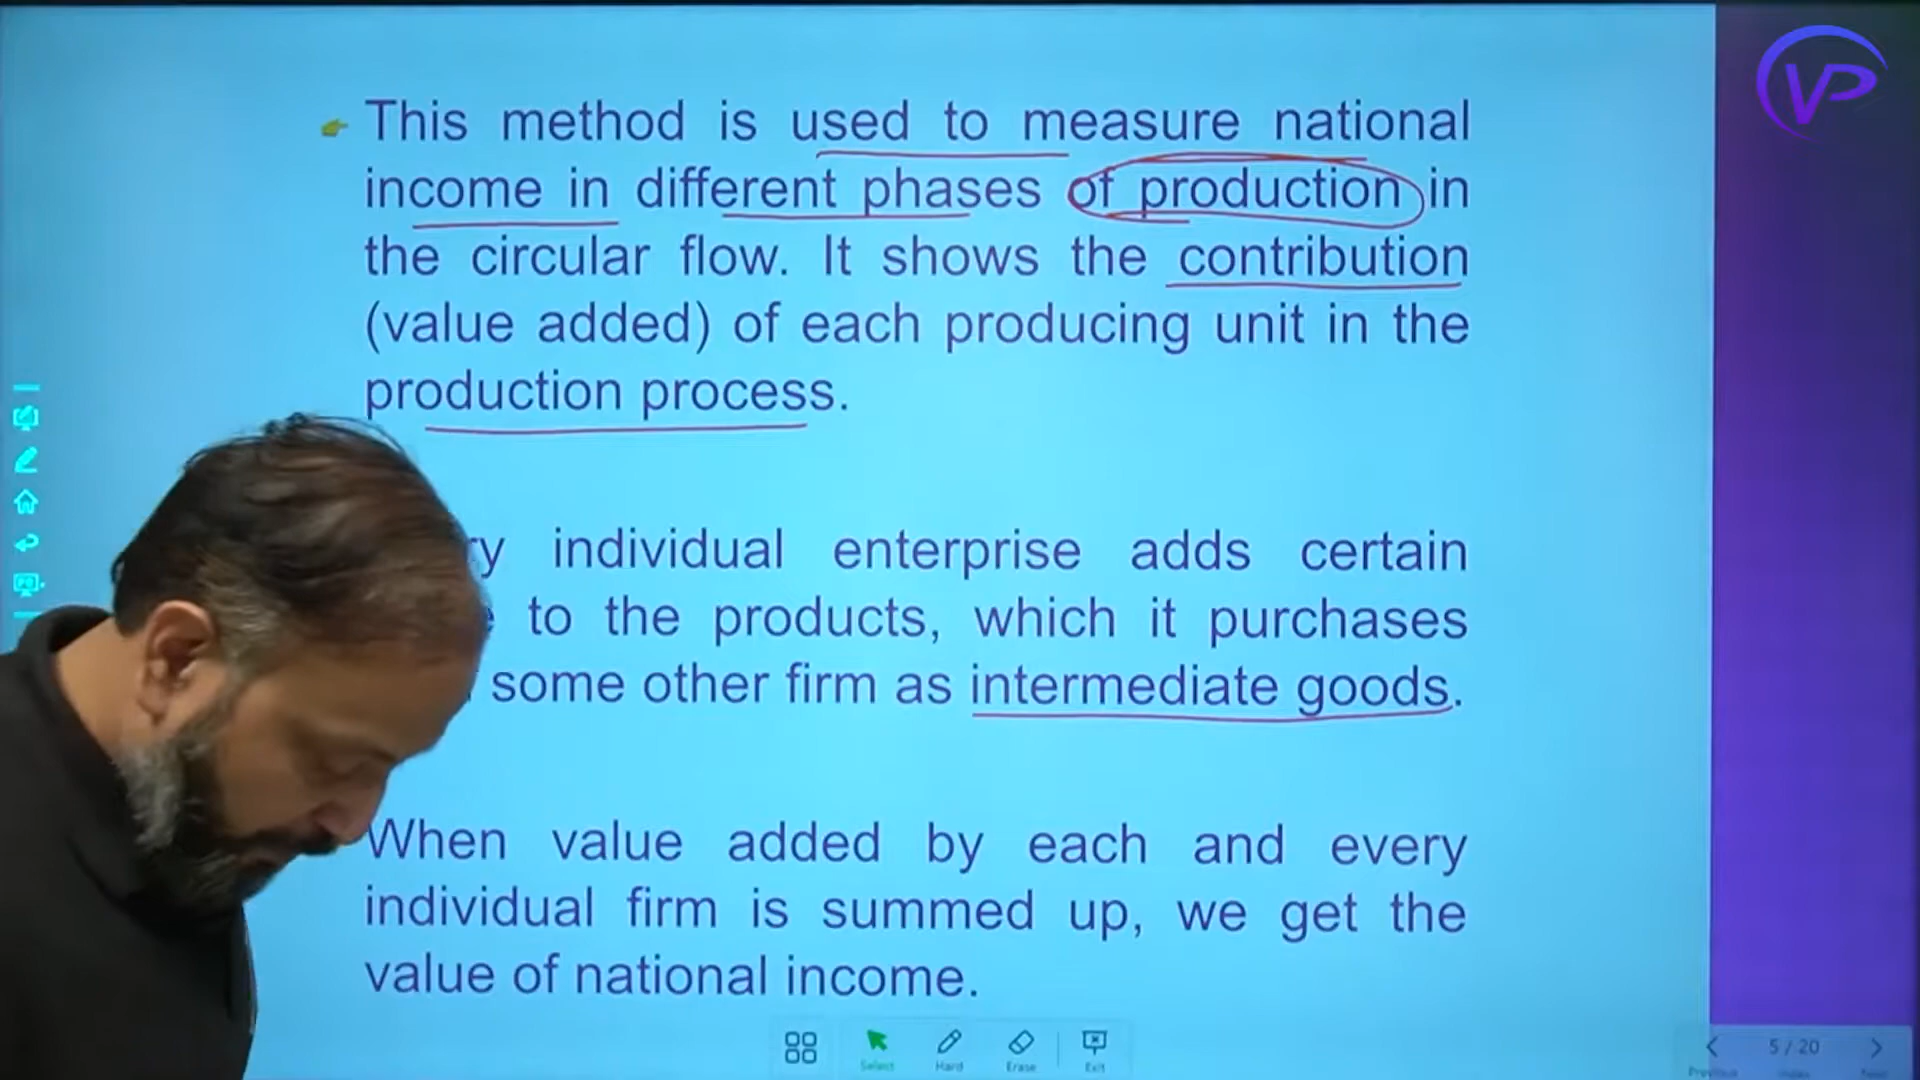 VP
This method is used to measure national
income in different phases of production in
the circular flow. It shows the contribution
(value added) of each producing unit in the
production process.
individual enterprise adds certain
to the products, which it purchases
some other firm as intermediate goods.
When value added by each and every
individual firm is summed up, we get the
value of national income.
Select Hard Erase Exit
5 / 20
Previous